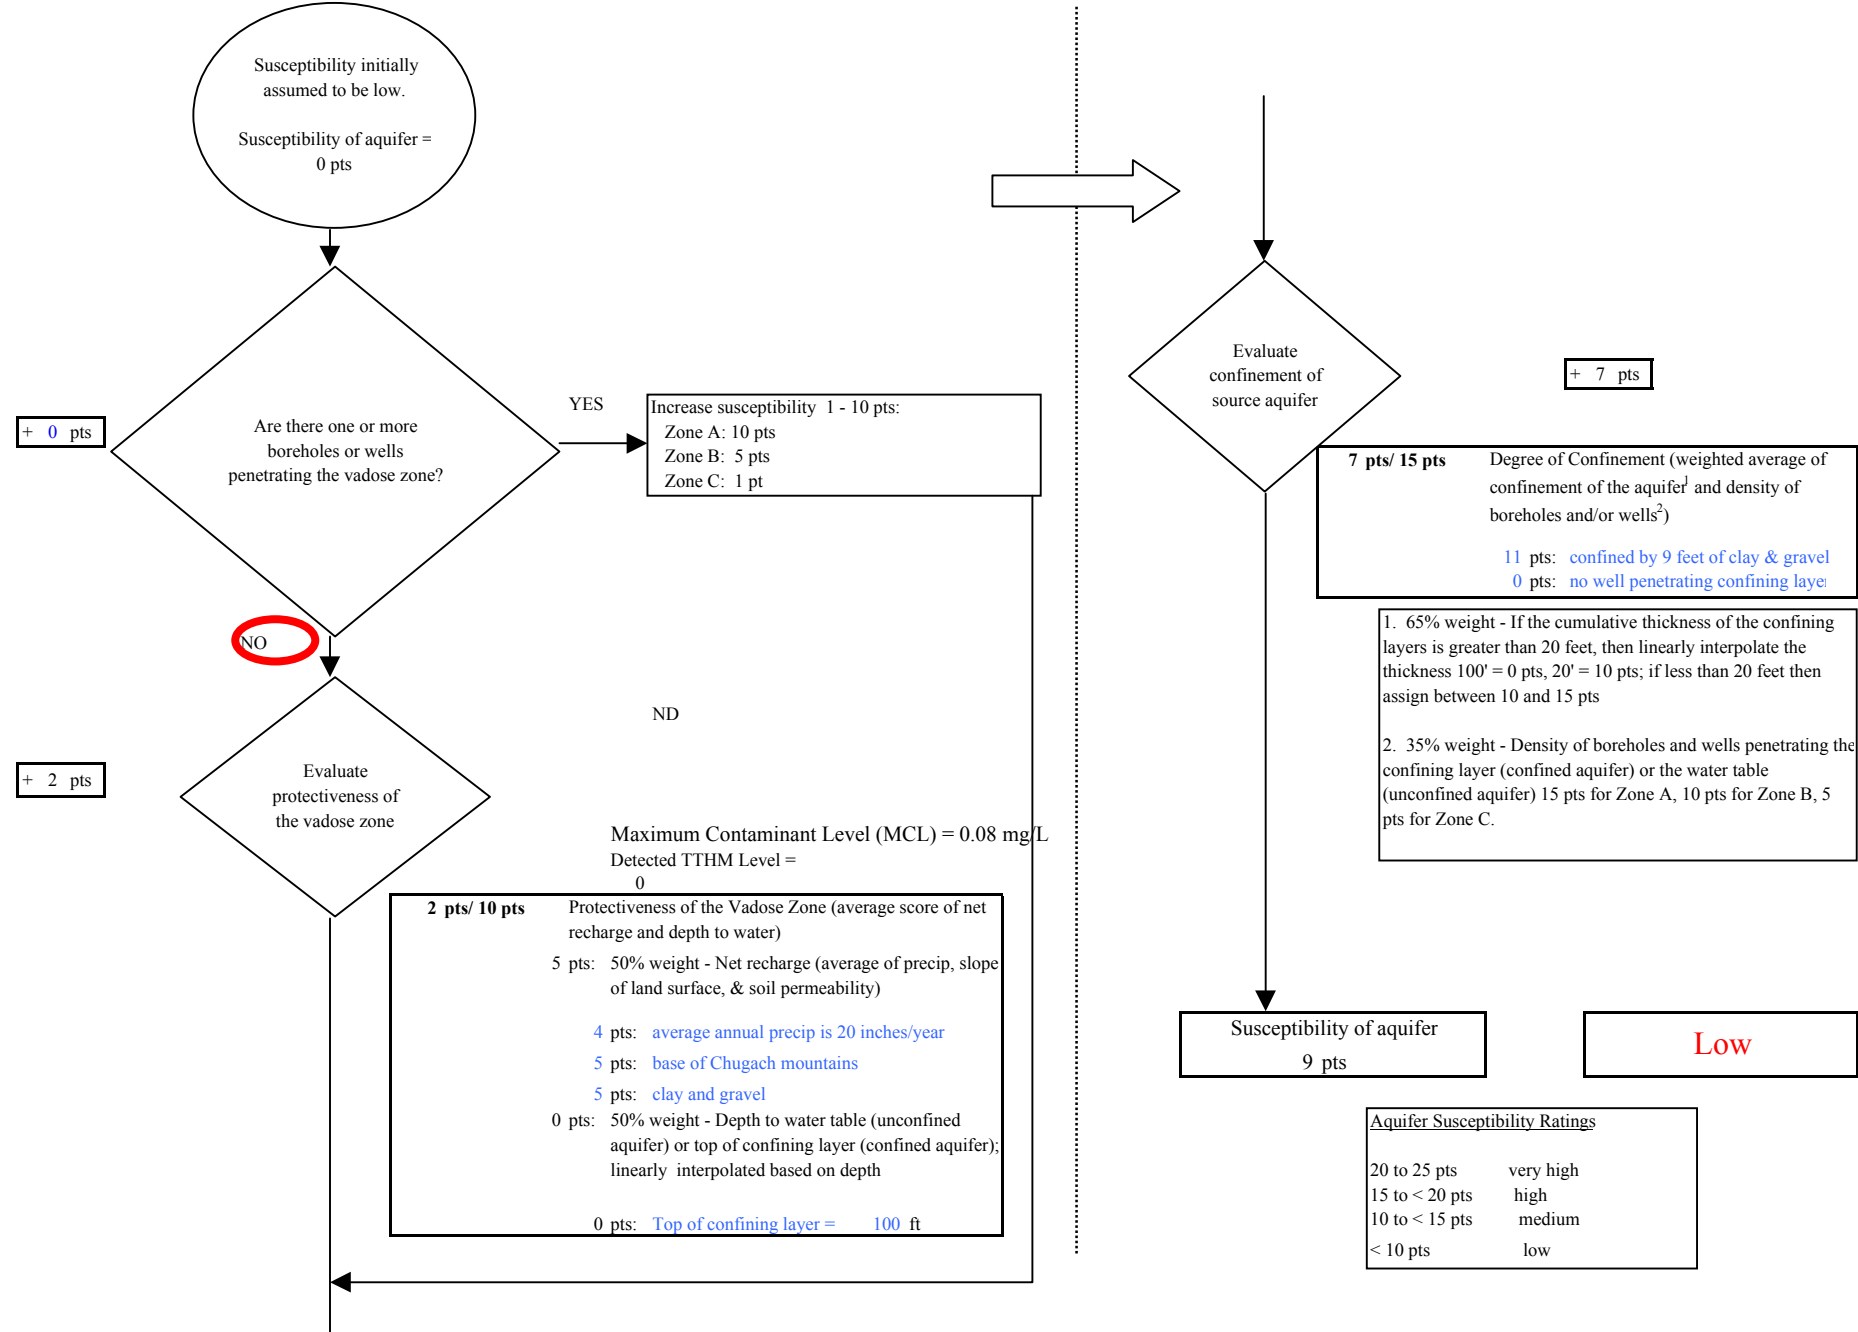 Susceptibility initially
assumed to be low.
Susceptibility of aquifer =
0 pts
+ 0 pts
Are there one or more
boreholes or wells
penetrating the vadose zone?
YES
Increase susceptibility 1 - 10 pts:
Zone A: 10 pts
Zone B: 5 pts
Zone C: 1 pt
NO
ND
+ 2 pts
Evaluate
protectiveness of
the vadose zone
Maximum Contaminant Level (MCL) = 0.08 mg/L
Detected TTHM Level =
0
2 pts/ 10 pts Protectiveness of the Vadose Zone (average score of net
recharge and depth to water)
5 pts: 50% weight - Net recharge (average of precip, slope
of land surface, & soil permeability)
4 pts: average annual precip is 20 inches/year
5 pts: base of Chugach mountains
5 pts: clay and gravel
0 pts: 50% weight - Depth to water table (unconfined
aquifer) or top of confining layer (confined aquifer);
linearly interpolated based on depth
0 pts: Top of confining layer = 100 ft
Evaluate
confinement of
source aquifer
+ 7 pts
7 pts/ 15 pts Degree of Confinement (weighted average of
confinement of the aquifer1 and density of
boreholes and/or wells2)
11 pts: confined by 9 feet of clay & gravel
0 pts: no well penetrating confining layer
1. 65% weight - If the cumulative thickness of the confining
layers is greater than 20 feet, then linearly interpolate the
thickness 100' = 0 pts, 20' = 10 pts; if less than 20 feet then
assign between 10 and 15 pts
2. 35% weight - Density of boreholes and wells penetrating the
confining layer (confined aquifer) or the water table
(unconfined aquifer) 15 pts for Zone A, 10 pts for Zone B, 5
pts for Zone C.
Susceptibility of aquifer
9 pts
Low
Aquifer Susceptibility Ratings
20 to 25 pts very high
15 to < 20 pts high
10 to < 15 pts medium
< 10 pts low